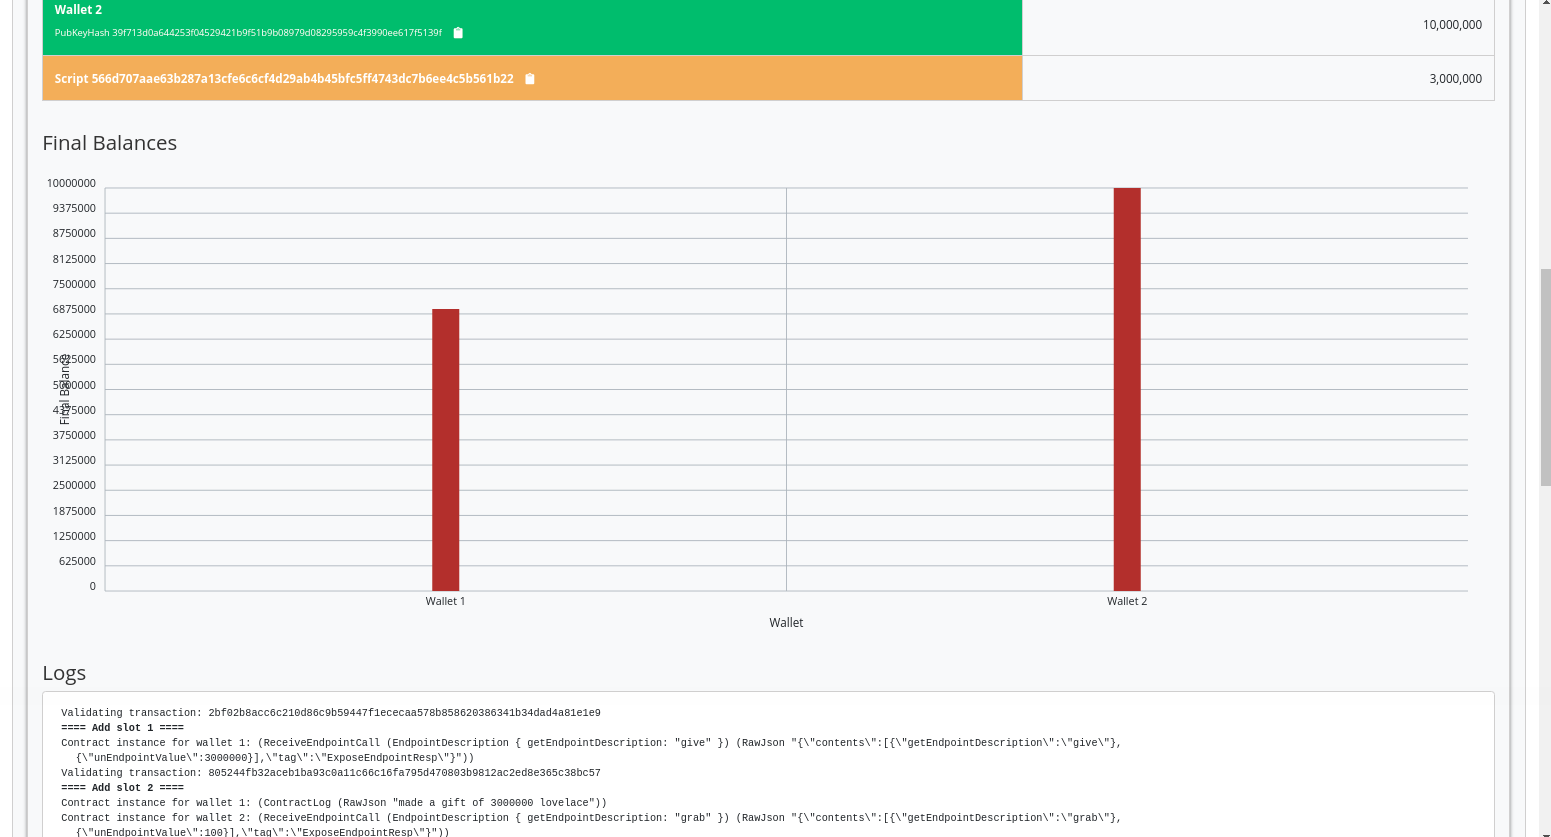 Wallet 2
PubKeyHash 39f713d0a644253f04529421b9f51b9b08979d08295959c4f3990ee617f5139f
10,000,000
Script 566d707aae63b287a13cfe6c6cf4d29ab4b45bfc5ff4743dc7b6ee4c5b561b22
3,000,000
Final Balances
10000000
9375000
8750000
8125000
7500000
6875000
6250000
5625000
5000000
4375000
3750000
3125000
2500000
1875000
1250000
625000
0
Final Balance
Wallet 1
Wallet 2
Wallet
Logs
Validating transaction: 2bf02b8acc6c210d86c9b59447f1ececaa578b858620386341b34dad4a81e1e9
==== Add slot 1 ====
Contract instance for wallet 1: (ReceiveEndpointCall (EndpointDescription { getEndpointDescription: "give" }) (RawJson "{\"contents\":[{\"getEndpointDescription\":\"give\"},
{\"unEndpointValue\":3000000}],\"tag\":\"ExposeEndpointResp\"}"))
Validating transaction: 805244fb32aceb1ba93c0a11c66c16fa795d470803b9812ac2ed8e365c38bc57
==== Add slot 2 ====
Contract instance for wallet 1: (ContractLog (RawJson "made a gift of 3000000 lovelace"))
Contract instance for wallet 2: (ReceiveEndpointCall (EndpointDescription { getEndpointDescription: "grab" }) (RawJson "{\"contents\":[{\"getEndpointDescription\":\"grab\"},
{\"unEndpointValue\":100}],\"tag\":\"ExposeEndpointResp\"}"))